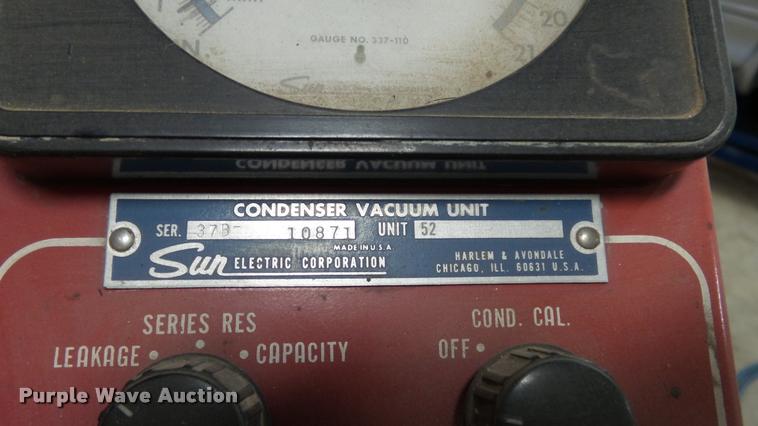 20
IN.
21
GAUGE NO. 337-110
Sun
CONDENSER VACUUM UNIT
CONDENSER VACUUM UNIT
SER. 37B- 10871 UNIT 52
MADE IN U.S.A.
Sun ELECTRIC CORPORATION
HARLEM & AVONDALE
CHICAGO, ILL. 60631 U.S.A.
SERIES RES
LEAKAGE CAPACITY
COND. CAL.
OFF
Purple Wave Auction